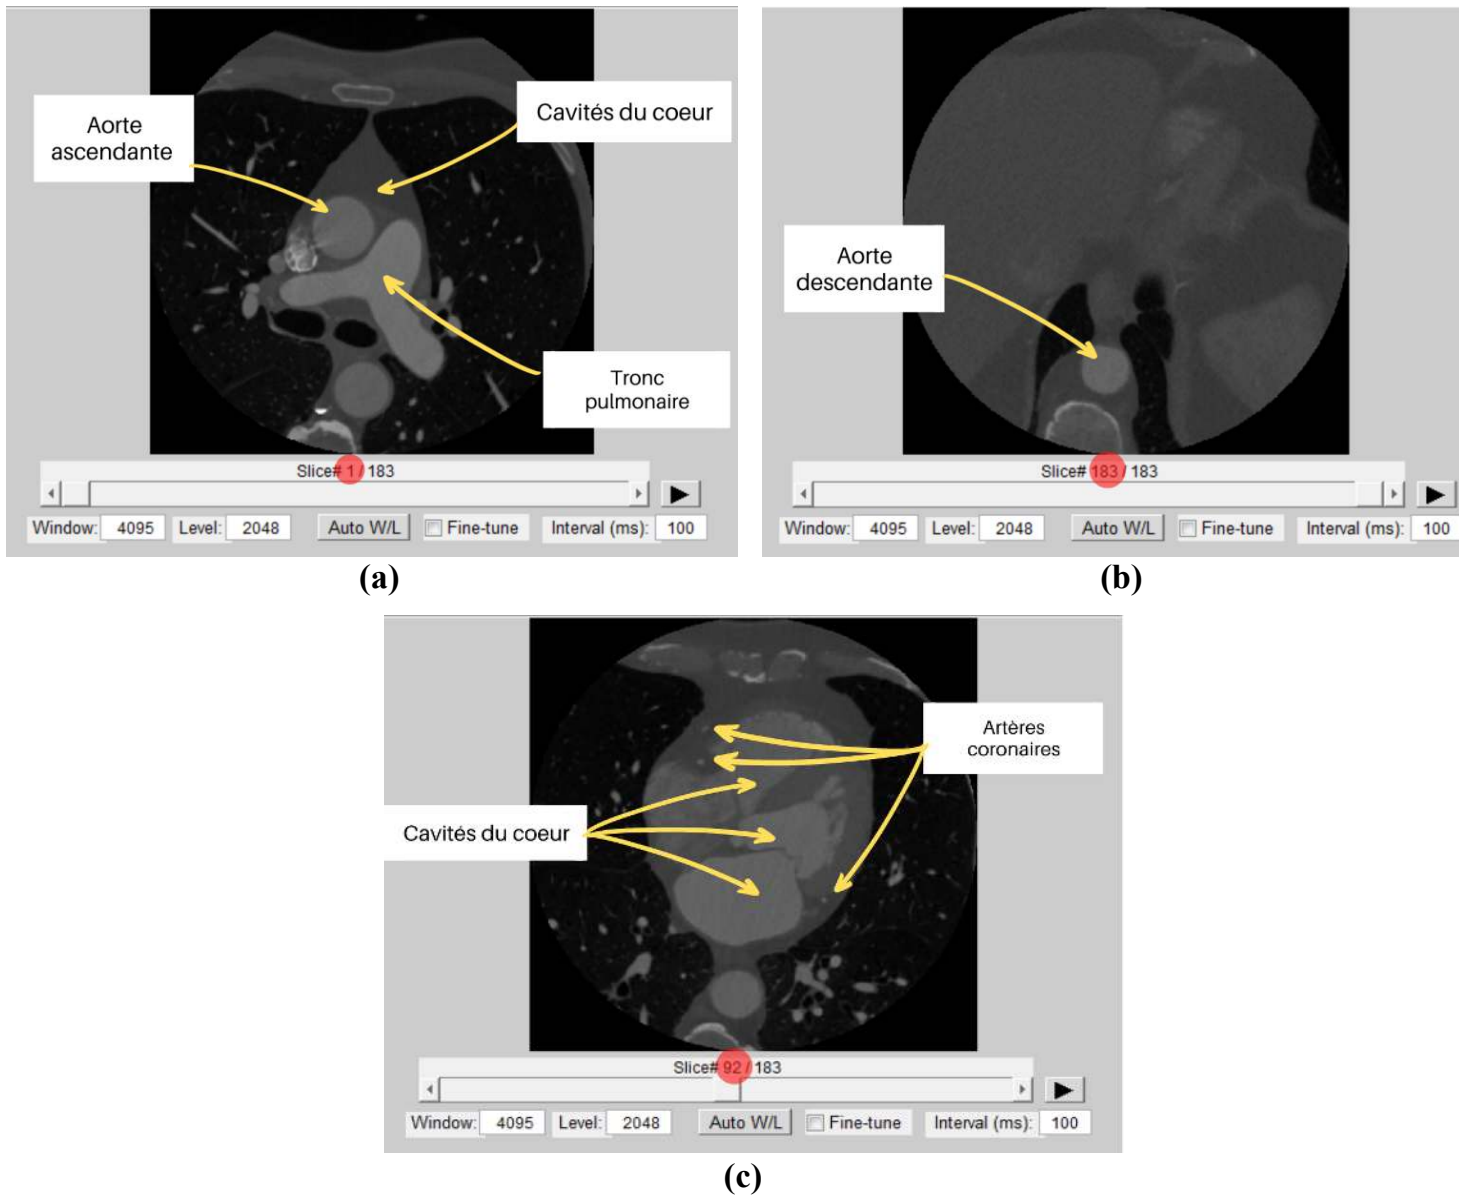 Aorte
ascendante
Cavités du coeur
Tronc
pulmonaire
Slice# 1 / 183
Window: 4095 Level: 2048 Auto W/L Fine-tune Interval (ms): 100
(a)
Aorte
descendante
Slice# 183 / 183
Window: 4095 Level: 2048 Auto W/L Fine-tune Interval (ms): 100
(b)
Artères
coronaires
Cavités du coeur
Slice# 92 / 183
Window: 4095 Level: 2048 Auto W/L Fine-tune Interval (ms): 100
(c)